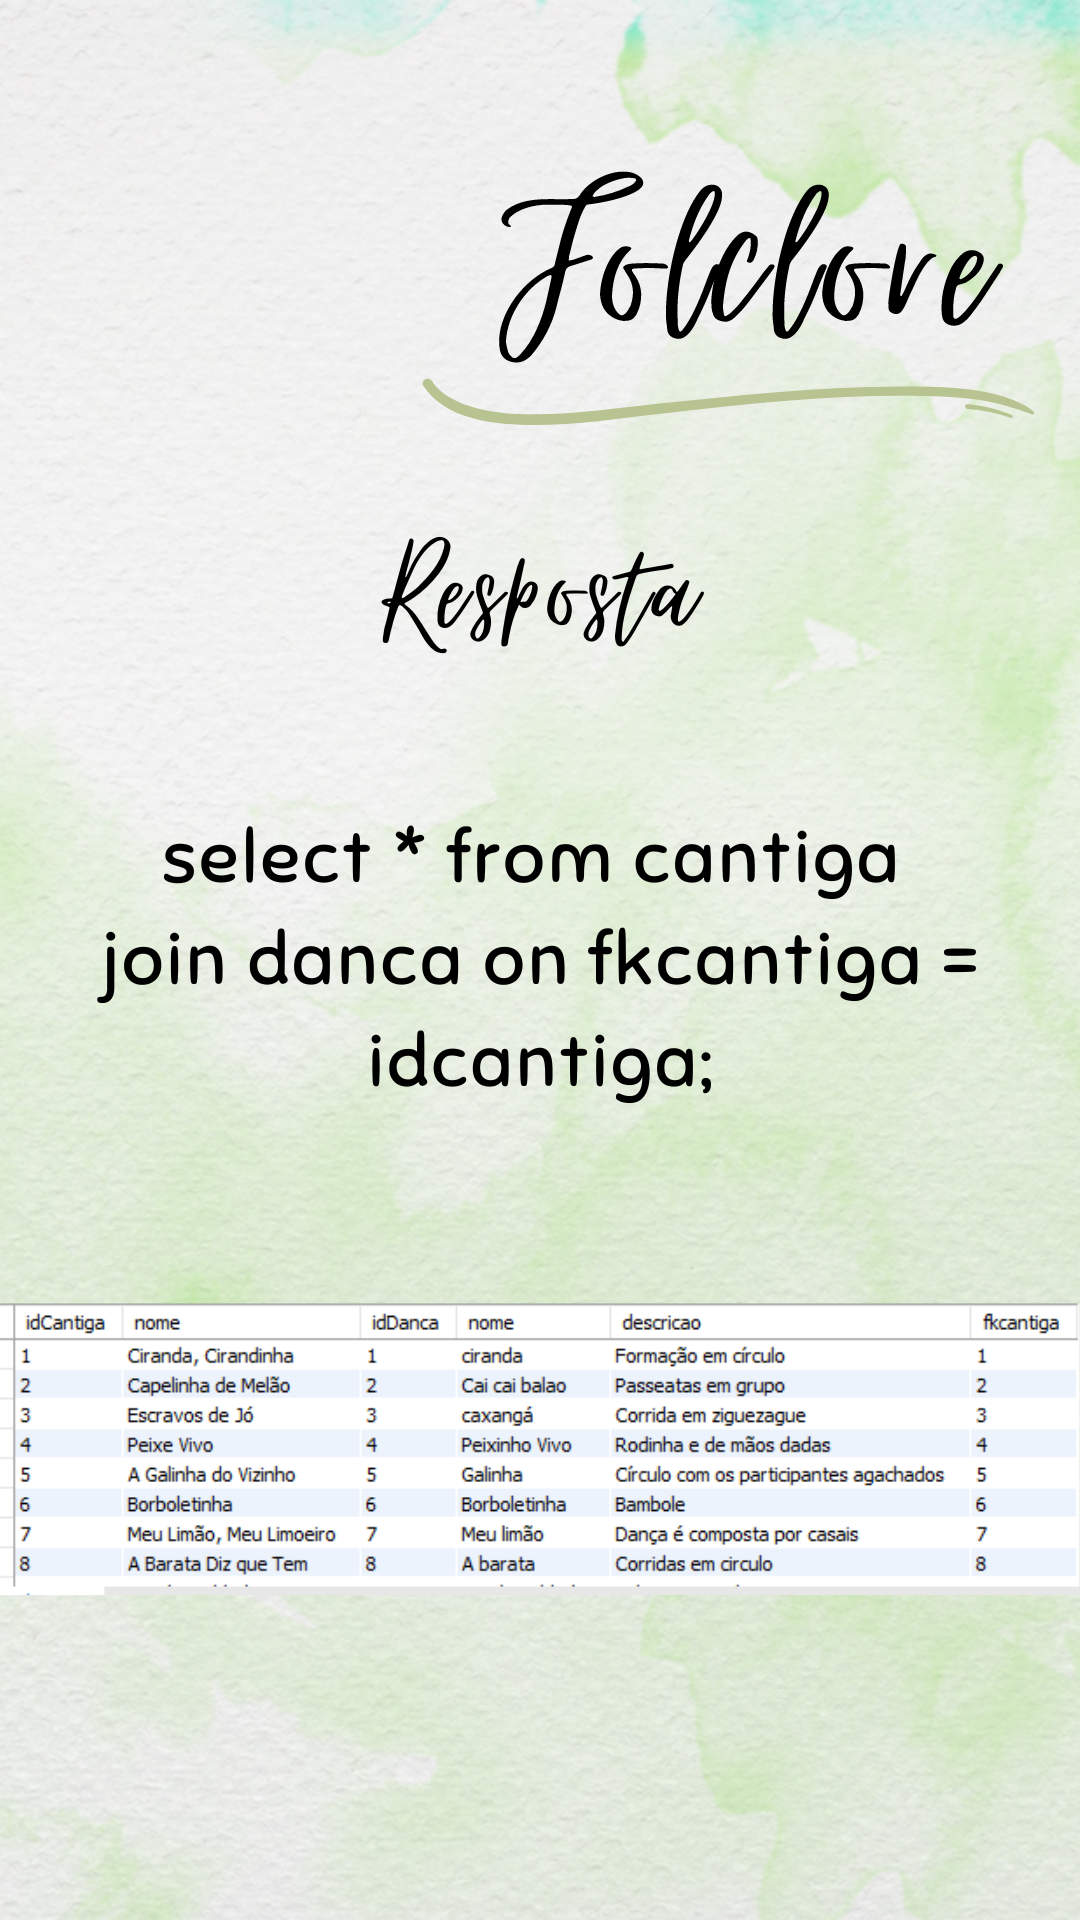 Folclore
Resposta
select * from cantiga
join danca on fkcantiga =
idcantiga;
idCantiga nome idDanca nome descricao fkcantiga
1 Ciranda, Cirandinha 1 ciranda Formação em círculo 1
2 Capelinha de Melão 2 Cai cai balao Passeatas em grupo 2
3 Escravos de Jó 3 caxangá Corrida em ziguezague 3
4 Peixe Vivo 4 Peixinho Vivo Rodinha e de mãos dadas 4
5 A Galinha do Vizinho 5 Galinha Círculo com os participantes agachados 5
6 Borboletinha 6 Borboletinha Bambole 6
7 Meu Limão, Meu Limoeiro 7 Meu limão Dança é composta por casais 7
8 A Barata Diz que Tem 8 A barata Corridas em circulo 8